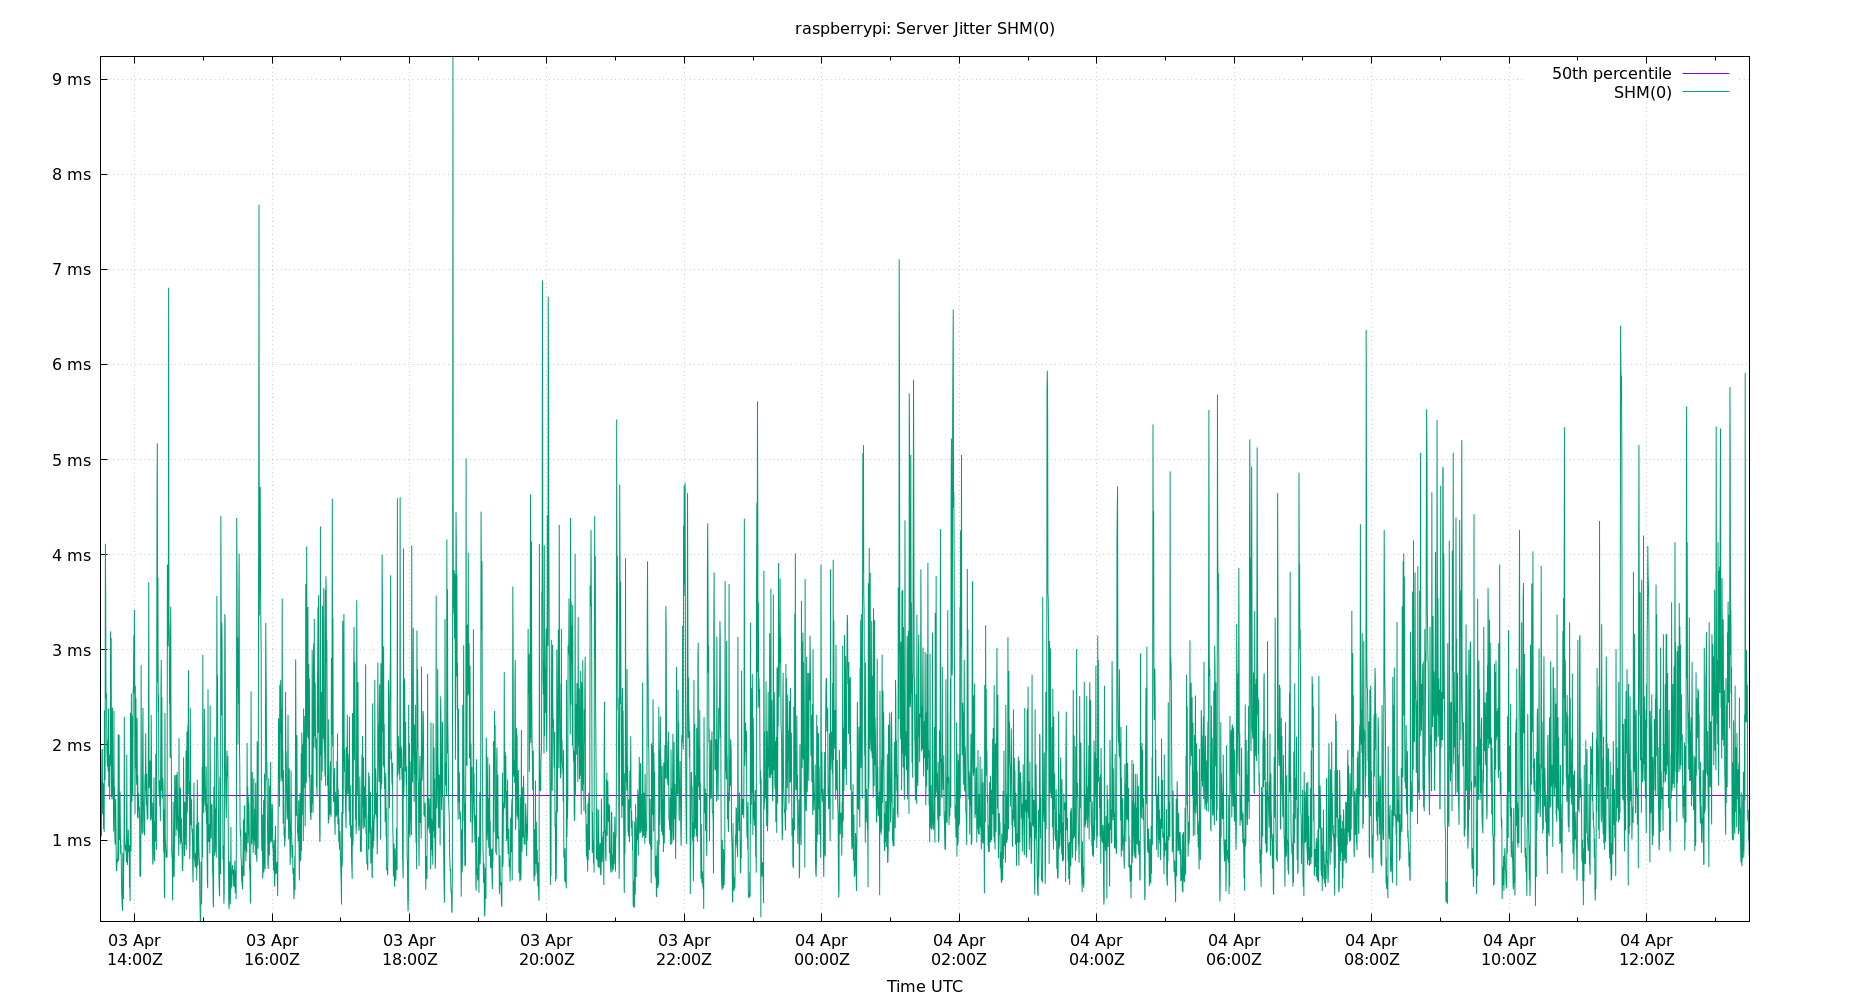 raspberrypi: Server Jitter SHM(0)
50th percentile
SHM(0)
9 ms
8 ms
7 ms
6 ms
5 ms
4 ms
3 ms
2 ms
1 ms
03 Apr 03 Apr 03 Apr 03 Apr 03 Apr 04 Apr 04 Apr 04 Apr 04 Apr 04 Apr 04 Apr 04 Apr
14:00Z 16:00Z 18:00Z 20:00Z 22:00Z 00:00Z 02:00Z 04:00Z 06:00Z 08:00Z 10:00Z 12:00Z
Time UTC